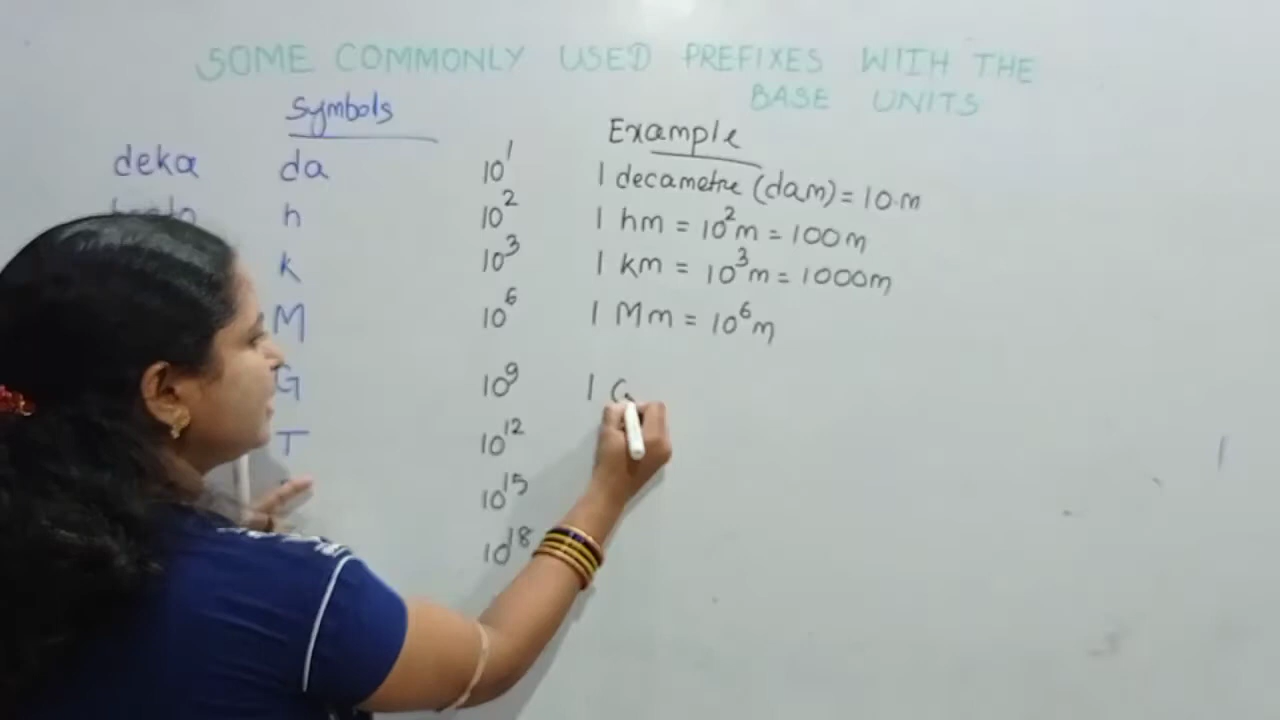 SOME COMMONLY USED PREFIXES WITH THE
BASE UNITS
Symbols
Example
deka da 10¹ 1 decametre (dam) = 10 m
h 10² 1 hm = 10²m = 100m
k 10³ 1 km = 10³m = 1000m
M 10⁶ 1 Mm = 10⁶m
G 10⁹ 1
T 10¹²
10¹⁵
10¹⁸